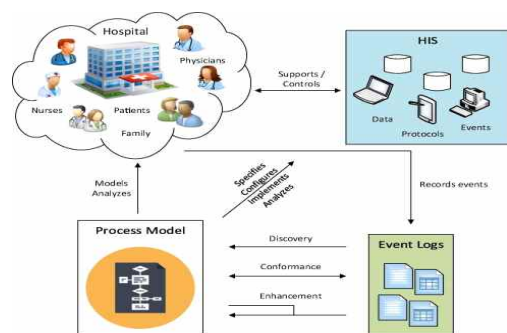 Hospital
Physicians
Nurses
Patients
Family
HIS
Data
Protocols
Events
Supports /
Controls
Models
Analyzes
Specifies
Configures
Implements
Analyzes
Records events
Process Model
Discovery
Conformance
Enhancement
Event Logs